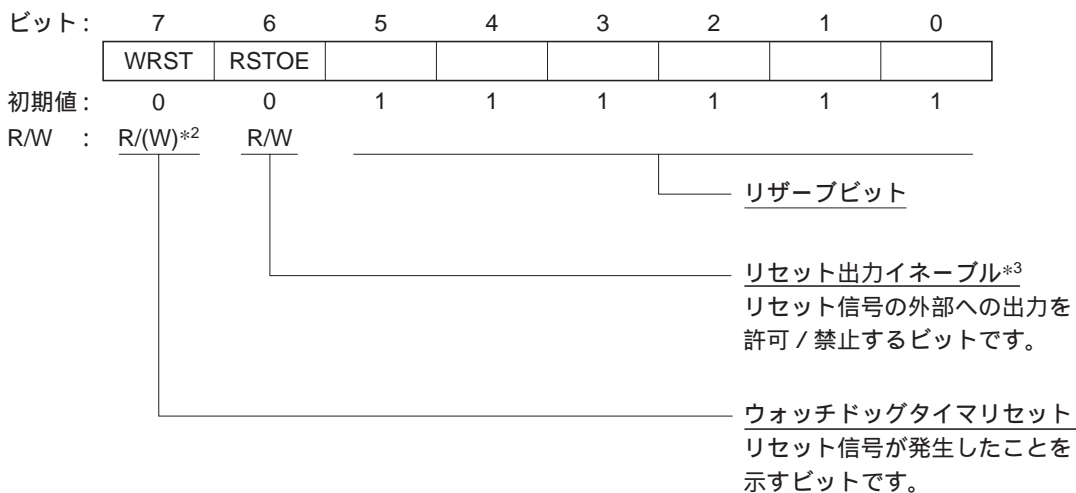 ビット： 7 6 5 4 3 2 1 0
WRST RSTOE
初期値： 0 0 1 1 1 1 1 1
R/W ： R/(W)*2 R/W
リザーブビット
リセット出力イネーブル*3
リセット信号の外部への出力を
許可／禁止するビットです。
ウォッチドッグタイマリセット
リセット信号が発生したことを
示すビットです。